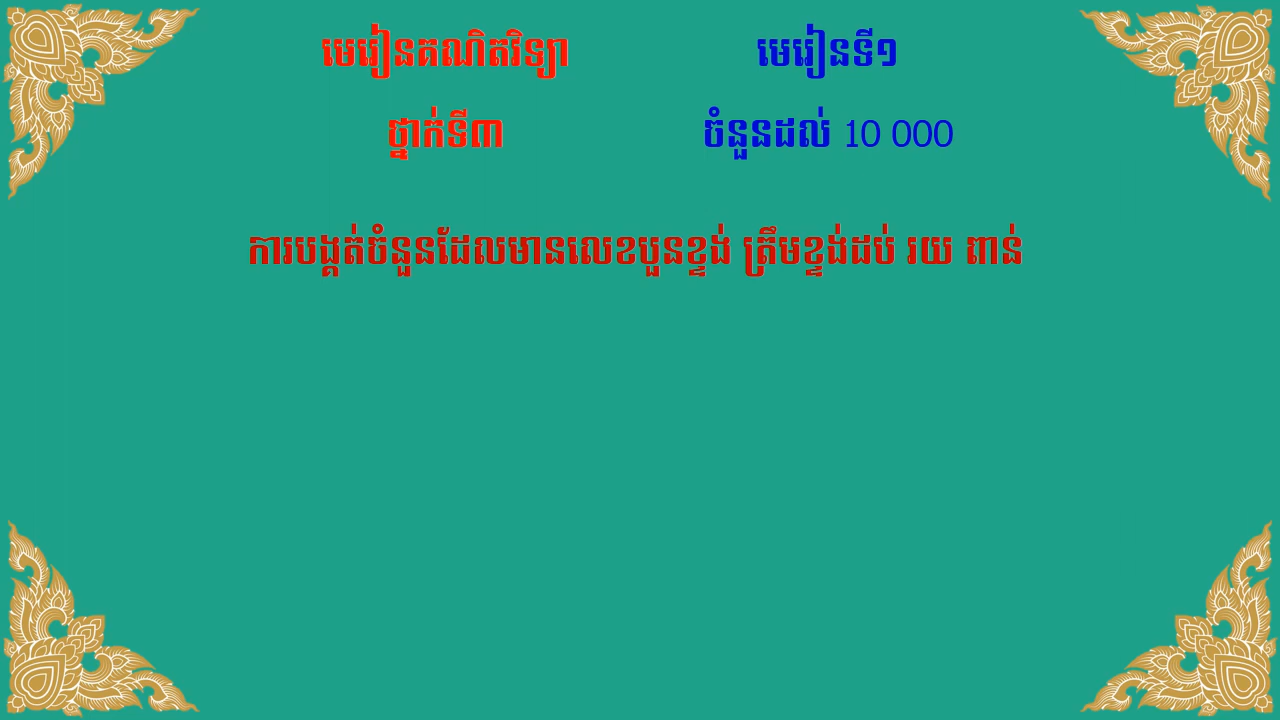 មេរៀនគណិតវិទ្យា
មេរៀនទី១
ថ្នាក់ទី៣
ចំនួនដល់ 10 000
ការបង្គត់ចំនួនដែលមានលេខបួនខ្ទង់ ត្រឹមខ្ទង់ដប់ រយ ពាន់